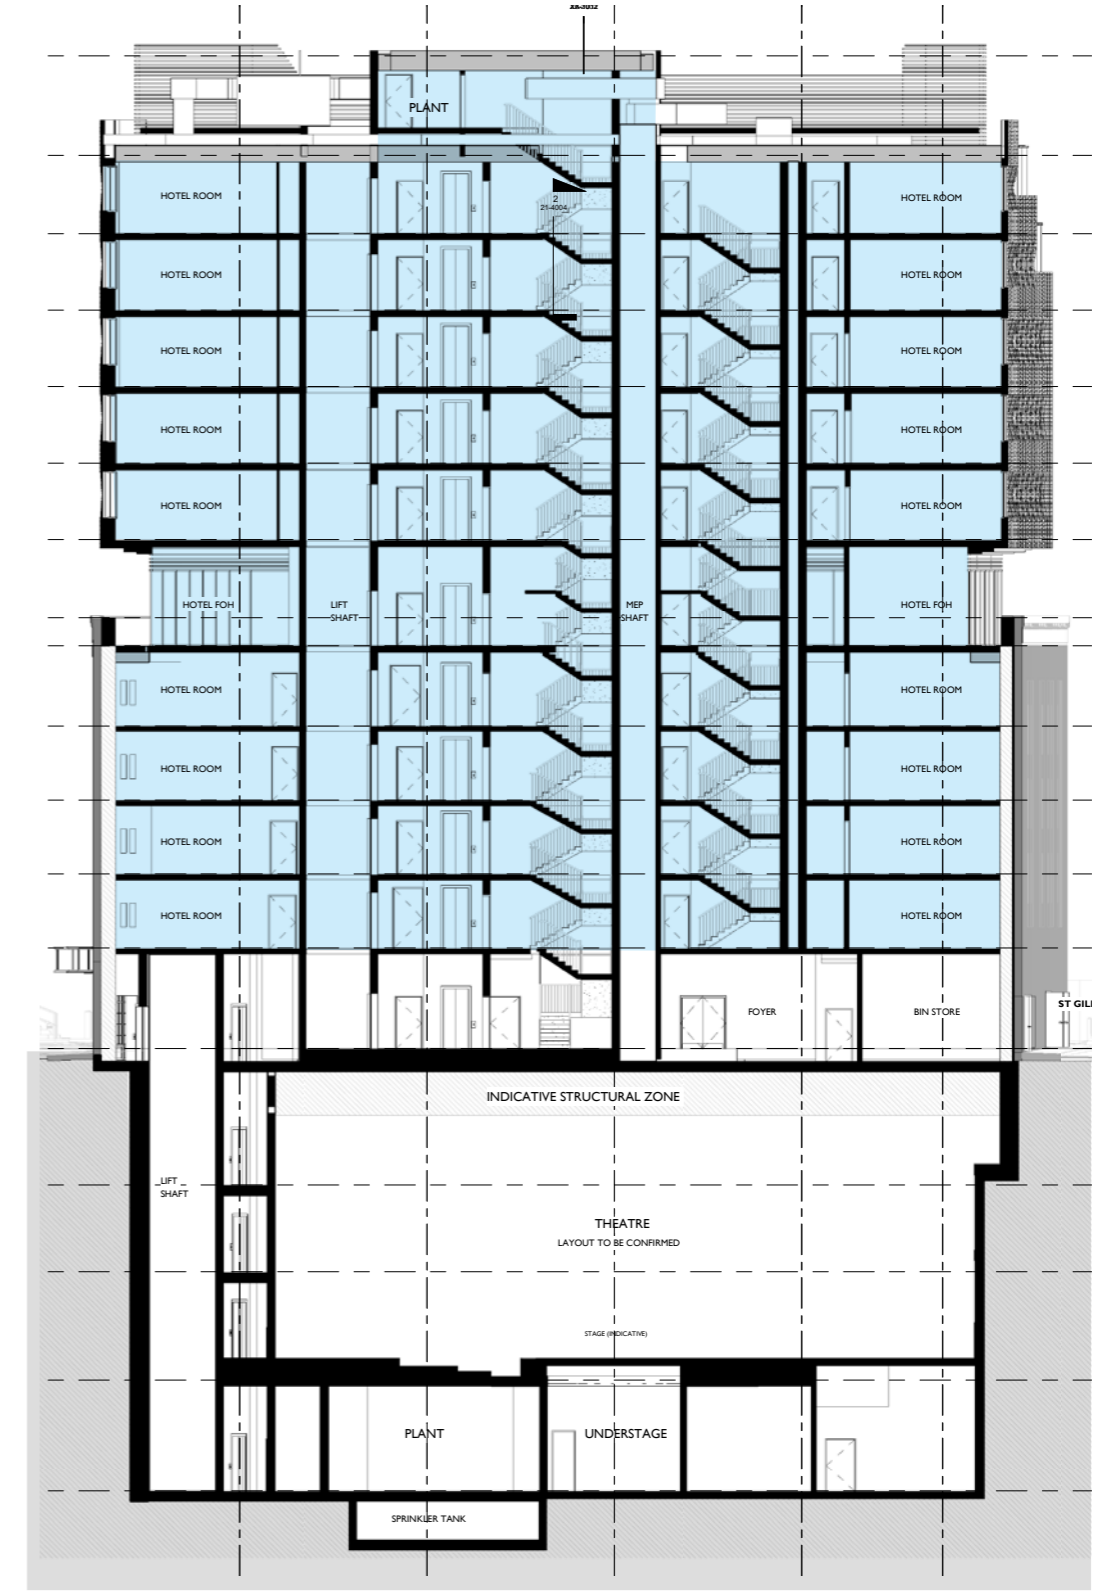 PLANT
HOTEL ROOM
2
21-4004
HOTEL ROOM
HOTEL ROOM
HOTEL ROOM
HOTEL ROOM
HOTEL ROOM
HOTEL ROOM
HOTEL ROOM
HOTEL ROOM
HOTEL ROOM
HOTEL FOH
LIFT
SHAFT
MEP
SHAFT
HOTEL FOH
HOTEL ROOM
HOTEL ROOM
HOTEL ROOM
HOTEL ROOM
HOTEL ROOM
HOTEL ROOM
HOTEL ROOM
HOTEL ROOM
FOYER
BIN STORE
ST GIL
INDICATIVE STRUCTURAL ZONE
LIFT
SHAFT
THEATRE
LAYOUT TO BE CONFIRMED
STAGE (INDICATIVE)
PLANT
UNDERSTAGE
SPRINKLER TANK